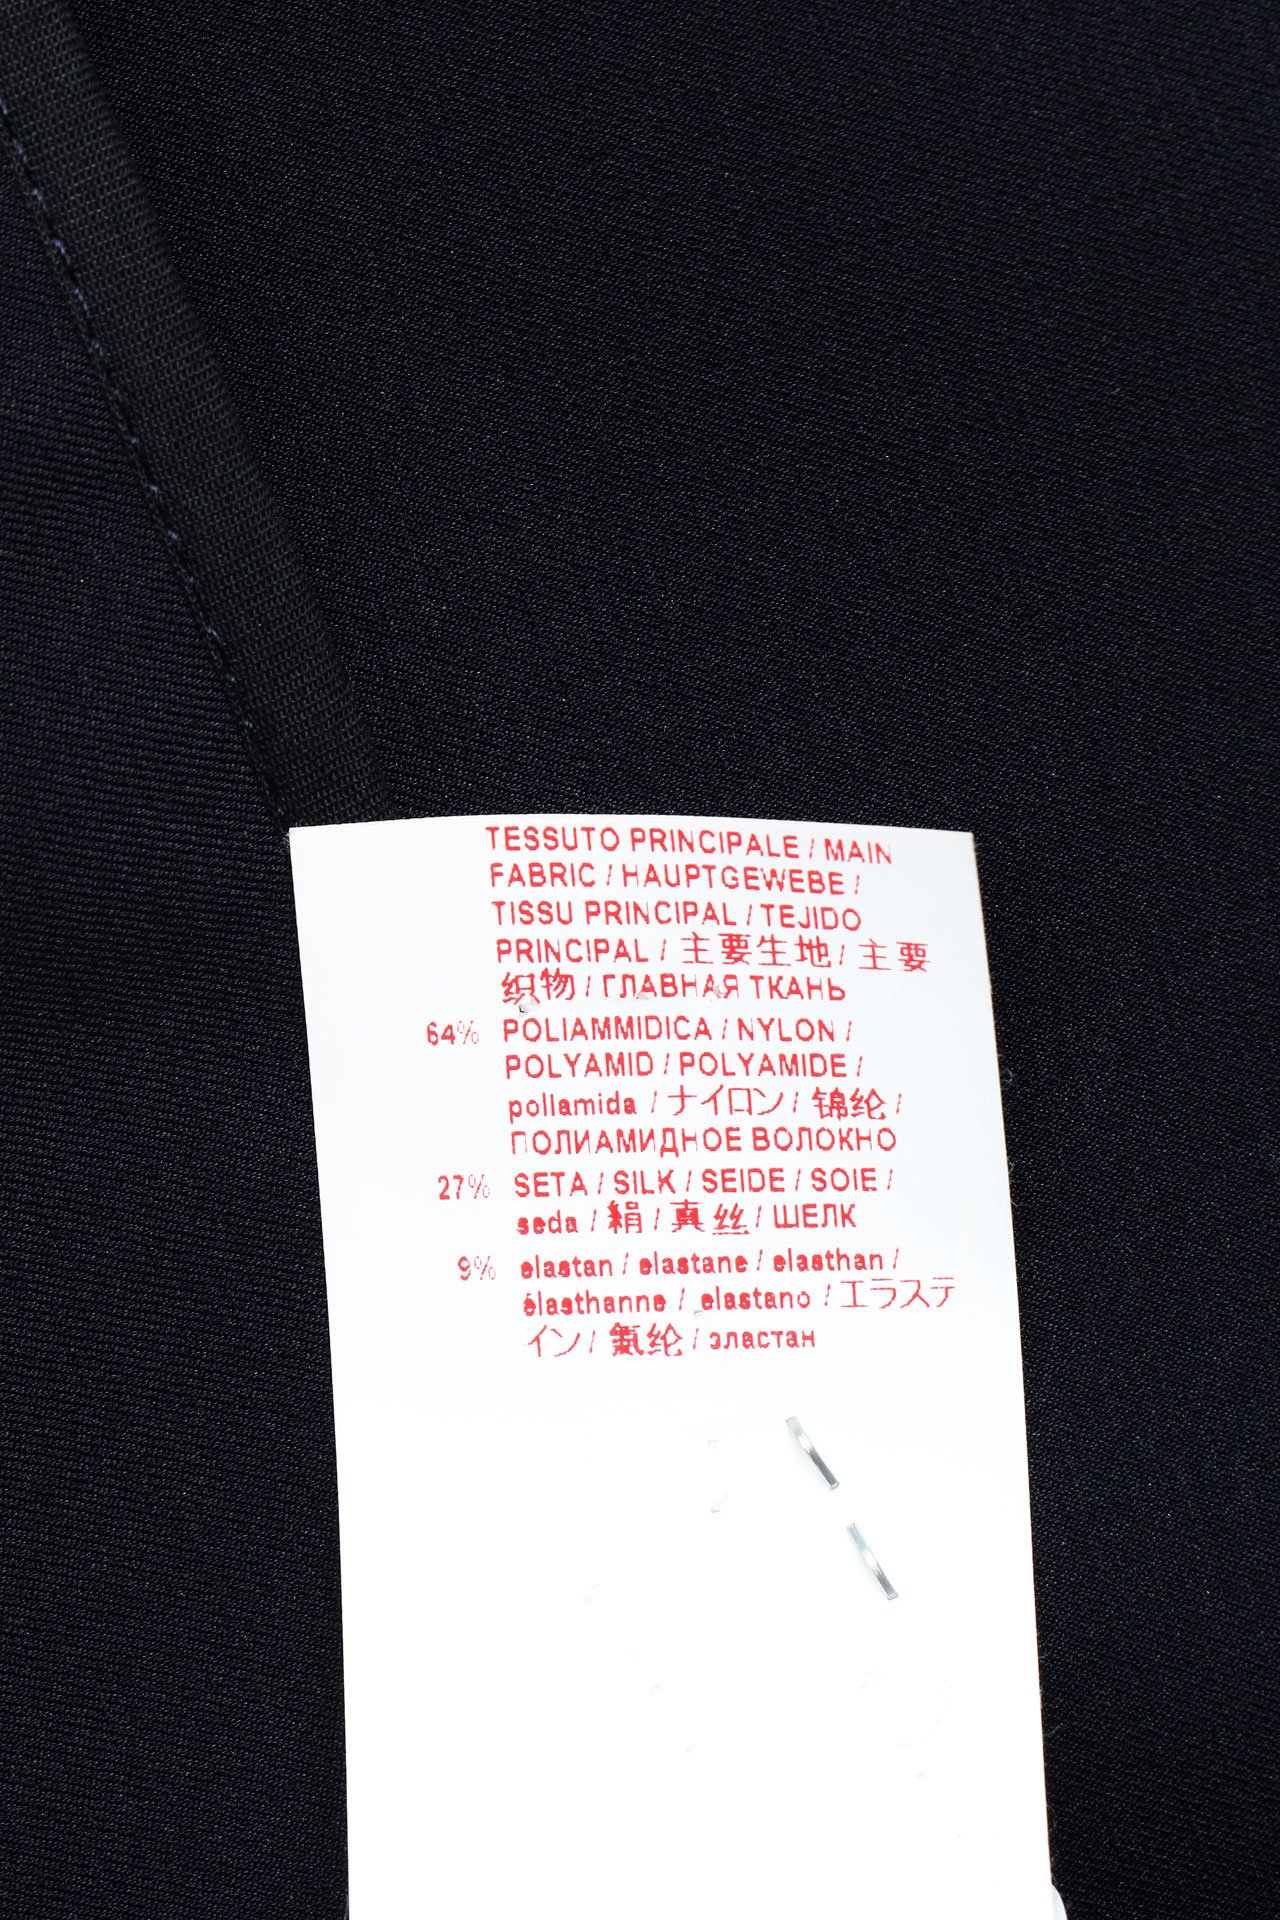 TESSUTO PRINCIPALE / MAIN
FABRIC / HAUPTGEWEBE /
TISSU PRINCIPAL / TEJIDO
PRINCIPAL / 主要生地 / 主要
织物 / ГЛАВНАЯ ТКАНЬ
64% POLIAMMIDICA / NYLON /
POLYAMID / POLYAMIDE /
poliamida / ナイロン / 锦纶 /
ПОЛИАМИДНОЕ ВОЛОКНО
27% SETA / SILK / SEIDE / SOIE /
seda / 絹 / 真丝 / ШЕЛК
9% elastan / elastane / elasthan /
élasthanne / elastano / エラステ
イン / 氨纶 / эластан